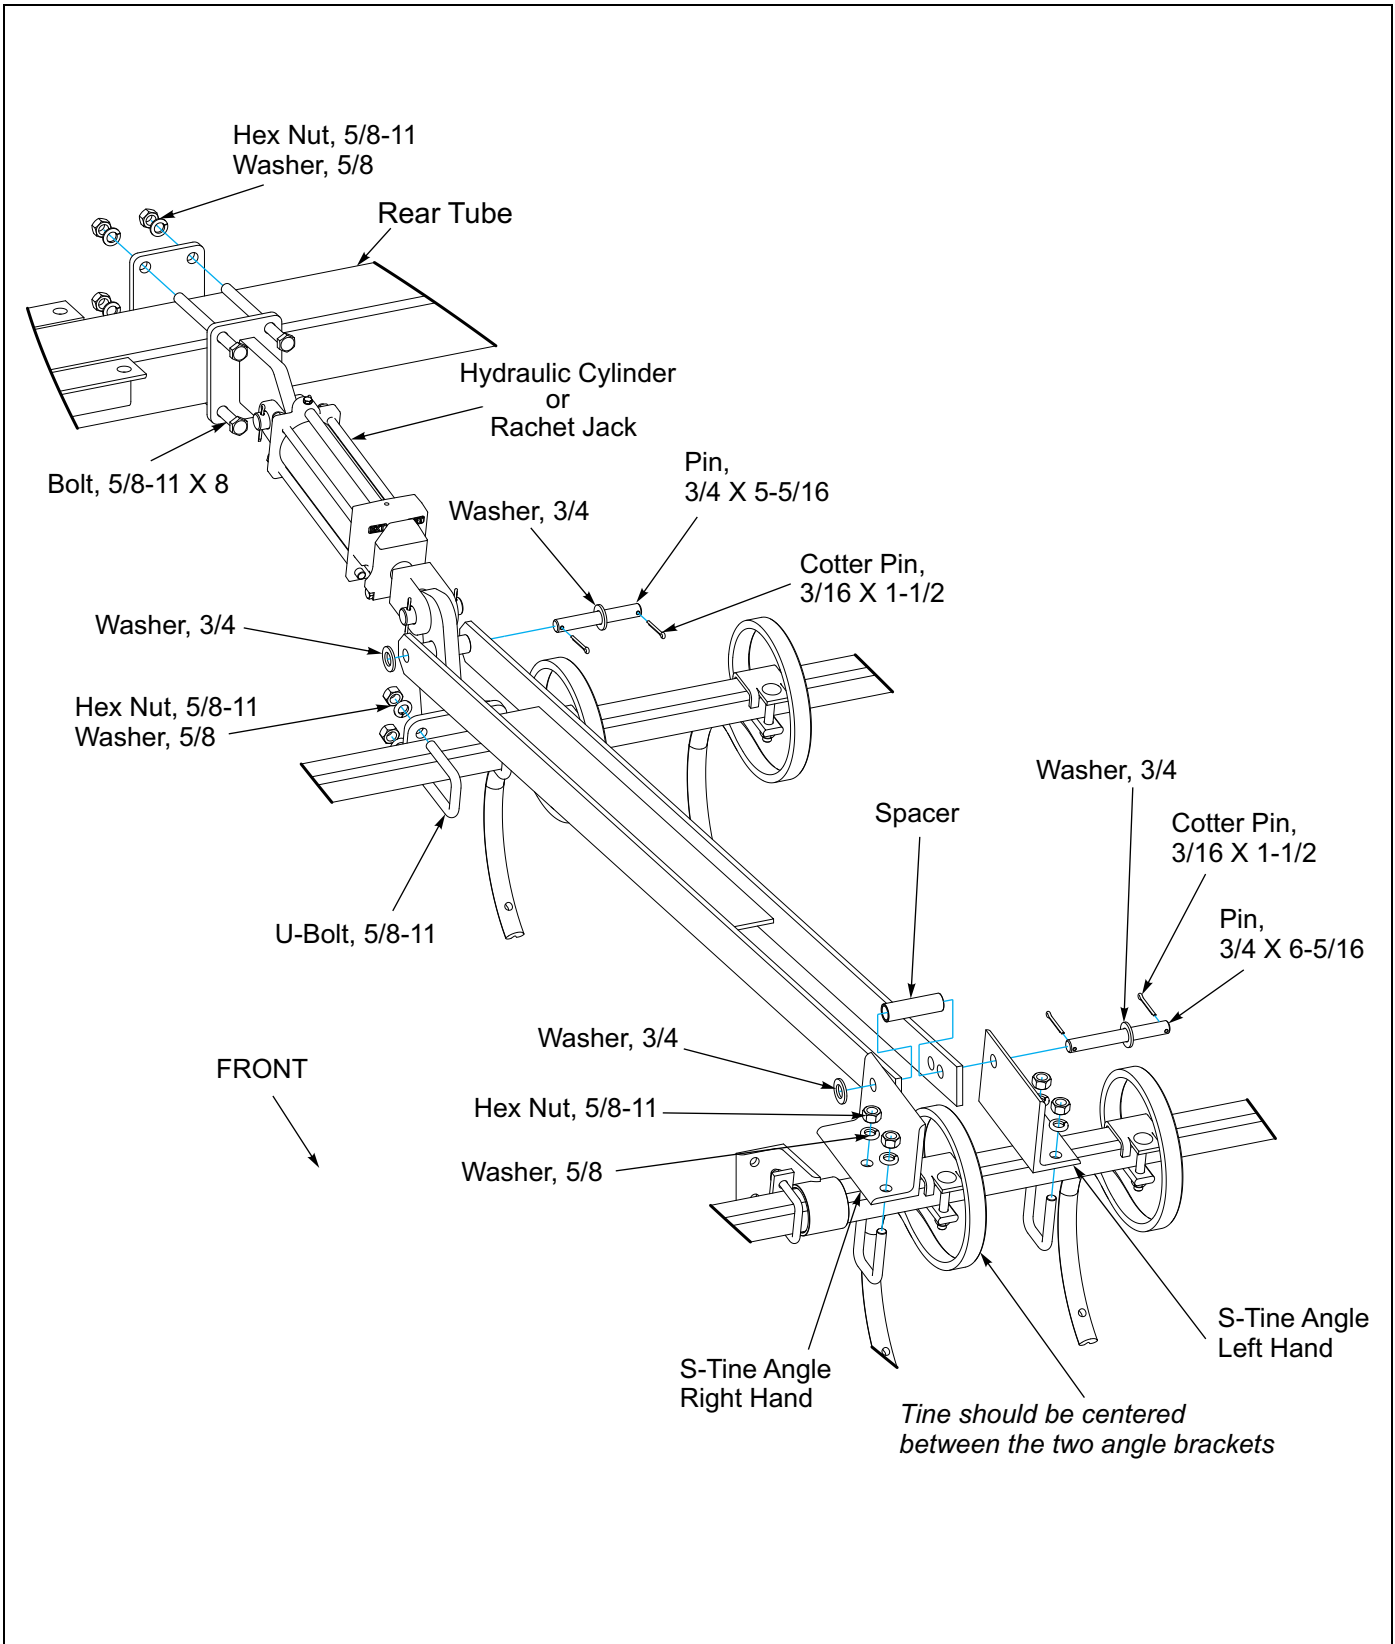 Hex Nut, 5/8-11
Washer, 5/8
Rear Tube
Hydraulic Cylinder
or
Rachet Jack
Bolt, 5/8-11 X 8
Pin,
3/4 X 5-5/16
Washer, 3/4
Cotter Pin,
3/16 X 1-1/2
Washer, 3/4
Hex Nut, 5/8-11
Washer, 5/8
Washer, 3/4
Spacer
Cotter Pin,
3/16 X 1-1/2
U-Bolt, 5/8-11
Pin,
3/4 X 6-5/16
Washer, 3/4
FRONT
Hex Nut, 5/8-11
Washer, 5/8
S-Tine Angle
Left Hand
S-Tine Angle
Right Hand
Tine should be centered
between the two angle brackets